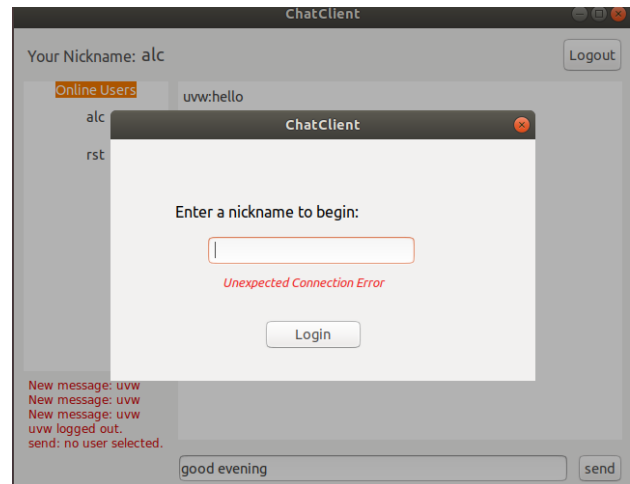 ChatClient
Your Nickname: alc
Logout
Online Users
alc
rst
uvw:hello
ChatClient
Enter a nickname to begin:
Unexpected Connection Error
Login
New message: uvw
New message: uvw
New message: uvw
uvw logged out.
send: no user selected.
good evening
send